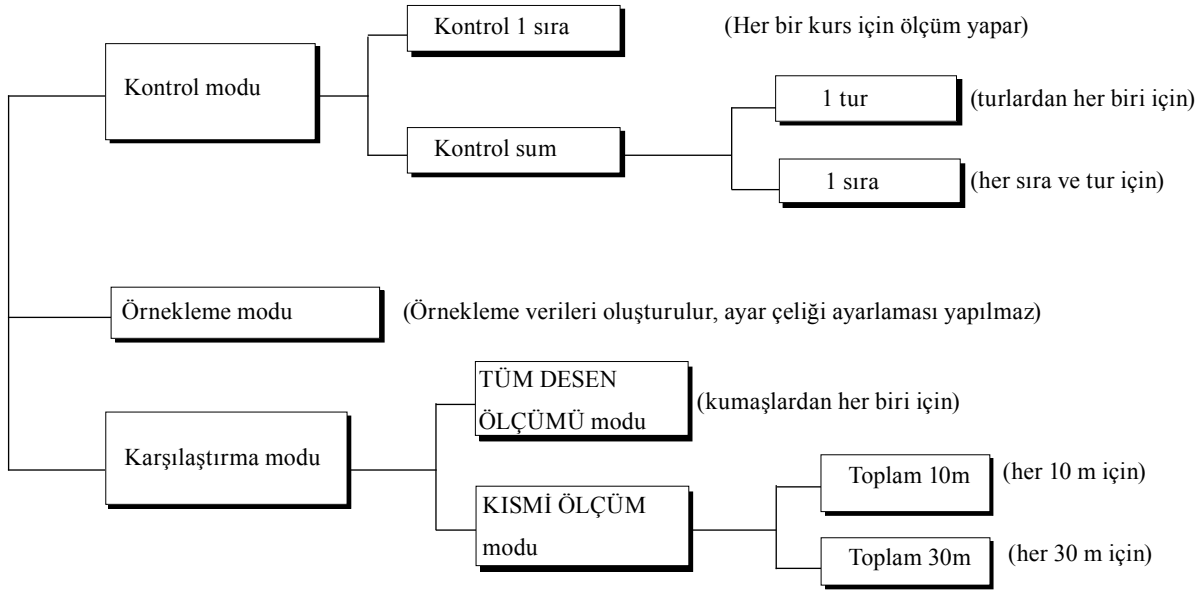 Kontrol 1 sıra
(Her bir kurs için ölçüm yapar)
Kontrol modu
1 tur
(turlardan her biri için)
Kontrol sum
1 sıra
(her sıra ve tur için)
Örnekleme modu
(Örnekleme verileri oluşturulur, ayar çeliği ayarlaması yapılmaz)
TÜM DESEN
ÖLÇÜMÜ modu
(kumaşlardan her biri için)
Karşılaştırma modu
Toplam 10m
(her 10 m için)
KISMİ ÖLÇÜM
modu
Toplam 30m
(her 30 m için)